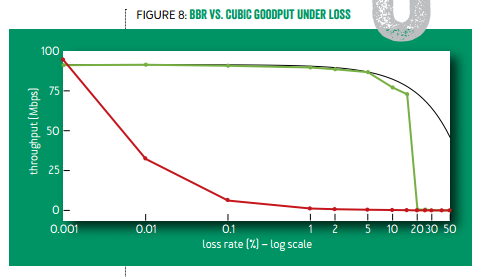 FIGURE 8: BBR VS. CUBIC GOODPUT UNDER LOSS
100
75
50
25
0
throughput (Mbps)
0.001 0.01 0.1 1 2 5 10 20 30 50
loss rate (%) – log scale